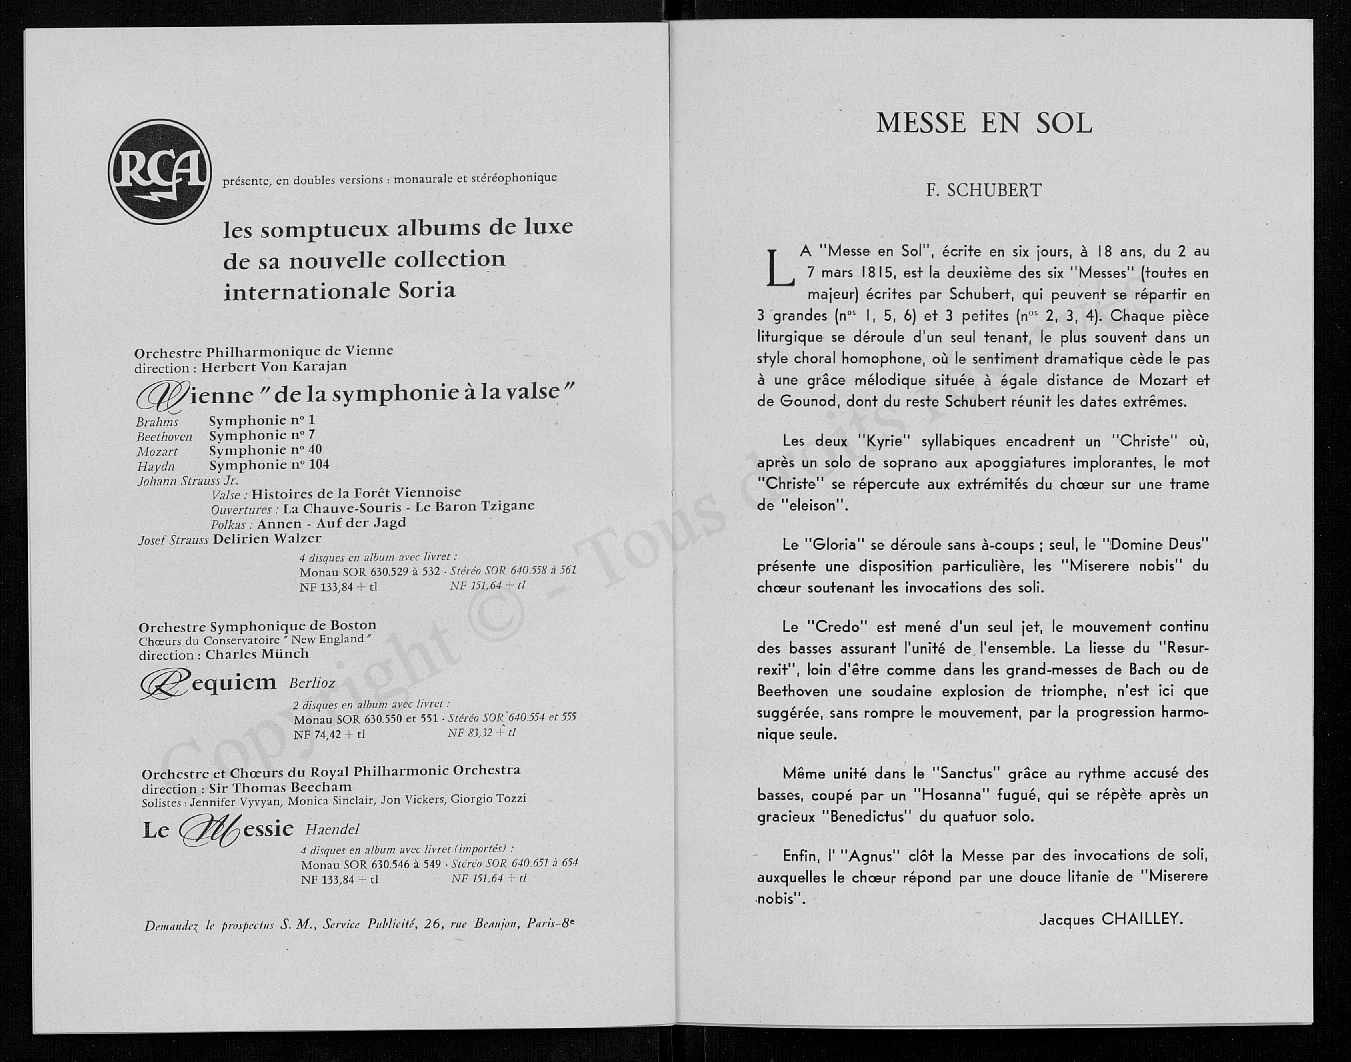 RCA
présente, en doubles versions : monaurale et stéréophonique
les somptueux albums de luxe
de sa nouvelle collection
internationale Soria
Orchestre Philharmonique de Vienne
direction : Herbert Von Karajan
Vienne "de la symphonie à la valse"
Brahms Symphonie n° 1
Beethoven Symphonie n° 7
Mozart Symphonie n° 40
Haydn Symphonie n° 104
Johann Strauss Jr.
Valse : Histoires de la Forêt Viennoise
Ouvertures : La Chauve-Souris - Le Baron Tzigane
Polkas : Annen - Auf der Jagd
Josef Strauss Delirien Walzer
4 disques en album avec livret :
Monau SOR 630.529 à 532 - Stéréo SOR 640.558 à 561
NF 133,84 + tl NF 151,64 + tl
Orchestre Symphonique de Boston
Chœurs du Conservatoire "New England"
direction : Charles Münch
Requiem Berlioz
2 disques en album avec livret :
Monau SOR 630.550 et 551 - Stéréo SOR 640.554 et 555
NF 74,42 + tl NF 83,32 + tl
Orchestre et Chœurs du Royal Philharmonic Orchestra
direction : Sir Thomas Beecham
Solistes : Jennifer Vyvyan, Monica Sinclair, Jon Vickers, Giorgio Tozzi
Le Messie Haendel
4 disques en album avec livret (importés) :
Monau SOR 630.546 à 549 - Stéréo SOR 640.651 à 654
NF 133,84 + tl NF 151,64 + tl
Demandez le prospectus S. M., Service Publicité, 26, rue Beaujon, Paris-8e
MESSE EN SOL
F. SCHUBERT
LA "Messe en Sol", écrite en six jours, à 18 ans, du 2 au
7 mars 1815, est la deuxième des six "Messes" (toutes en
majeur) écrites par Schubert, qui peuvent se répartir en
3 grandes (nos 1, 5, 6) et 3 petites (nos 2, 3, 4). Chaque pièce
liturgique se déroule d'un seul tenant, le plus souvent dans un
style choral homophone, où le sentiment dramatique cède le pas
à une grâce mélodique située à égale distance de Mozart et
de Gounod, dont du reste Schubert réunit les dates extrêmes.
Les deux "Kyrie" syllabiques encadrent un "Christe" où,
après un solo de soprano aux apoggiatures implorantes, le mot
"Christe" se répercute aux extrémités du chœur sur une trame
de "eleison".
Le "Gloria" se déroule sans à-coups ; seul, le "Domine Deus"
présente une disposition particulière, les "Miserere nobis" du
chœur soutenant les invocations des soli.
Le "Credo" est mené d'un seul jet, le mouvement continu
des basses assurant l'unité de l'ensemble. La liesse du "Resur-
rexit", loin d'être comme dans les grand-messes de Bach ou de
Beethoven une soudaine explosion de triomphe, n'est ici que
suggérée, sans rompre le mouvement, par la progression harmo-
nique seule.
Même unité dans le "Sanctus" grâce au rythme accusé des
basses, coupé par un "Hosanna" fugué, qui se répète après un
gracieux "Benedictus" du quatuor solo.
Enfin, l' "Agnus" clôt la Messe par des invocations de soli,
auxquelles le chœur répond par une douce litanie de "Miserere
nobis".
Jacques CHAILLEY.
Copyright © - Tous droits réservés